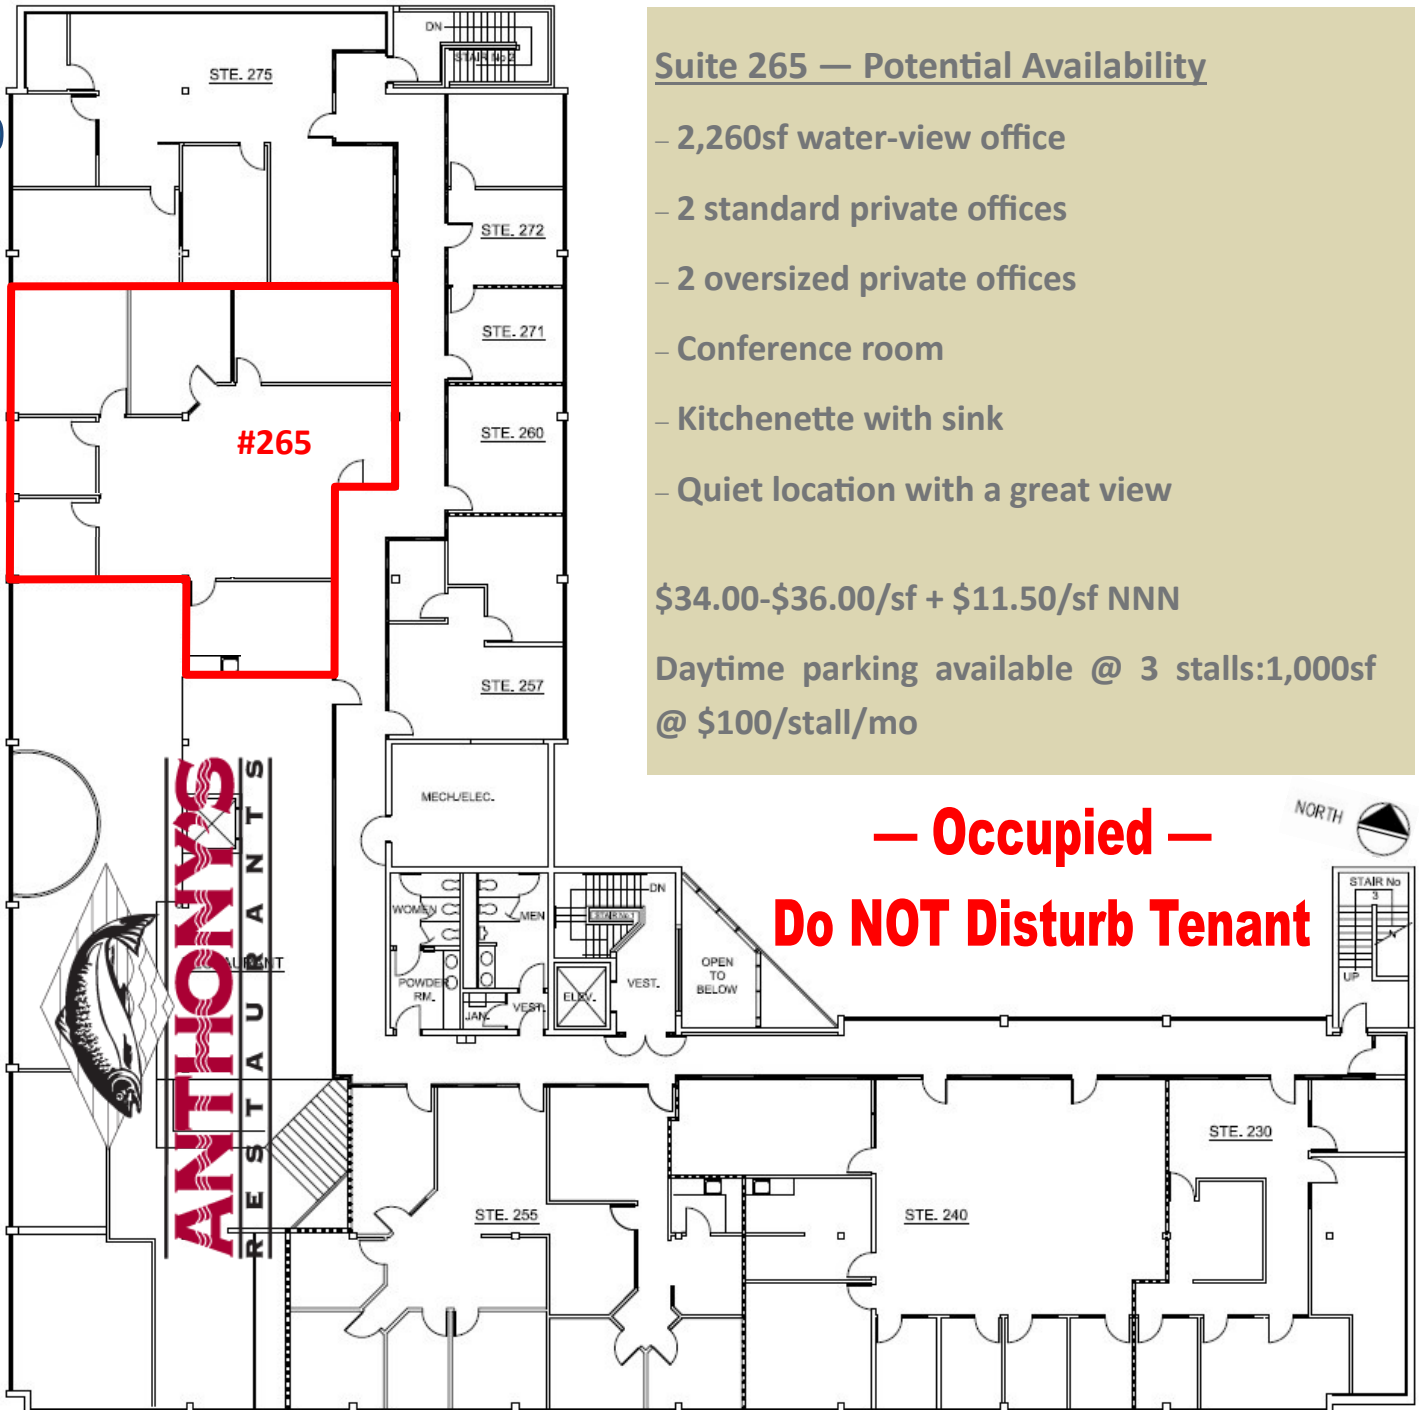 DN
STAIR No 2
STE. 275
Suite 265 — Potential Availability
– 2,260sf water-view office
– 2 standard private offices
– 2 oversized private offices
– Conference room
– Kitchenette with sink
– Quiet location with a great view
$34.00-$36.00/sf + $11.50/sf NNN
Daytime parking available @ 3 stalls:1,000sf
@ $100/stall/mo
STE. 272
STE. 271
#265
STE. 260
STE. 257
MECH./ELEC.
— Occupied —
Do NOT Disturb Tenant
NORTH
STAIR No
3
UP
WOMEN
MEN
DN
POWDER
RM.
JAN.
VEST.
ELEV.
VEST.
OPEN
TO
BELOW
ANTHONY'S
RESTAURANTS
STE. 230
STE. 255
STE. 240